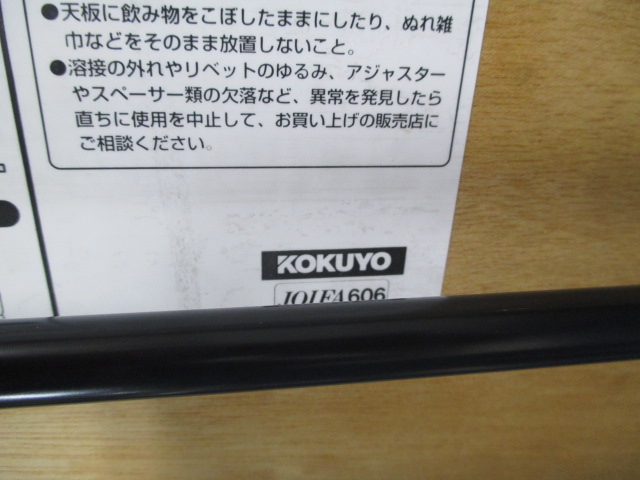 ●天板に飲み物をこぼしたままにしたり、ぬれ雑
巾などをそのまま放置しないこと。
●溶接の外れやリベットのゆるみ、アジャスター
やスペーサー類の欠落など、異常を発見したら
直ちに使用を中止して、お買い上げの販売店に
ご相談ください。
KOKUYO
JOIFA606